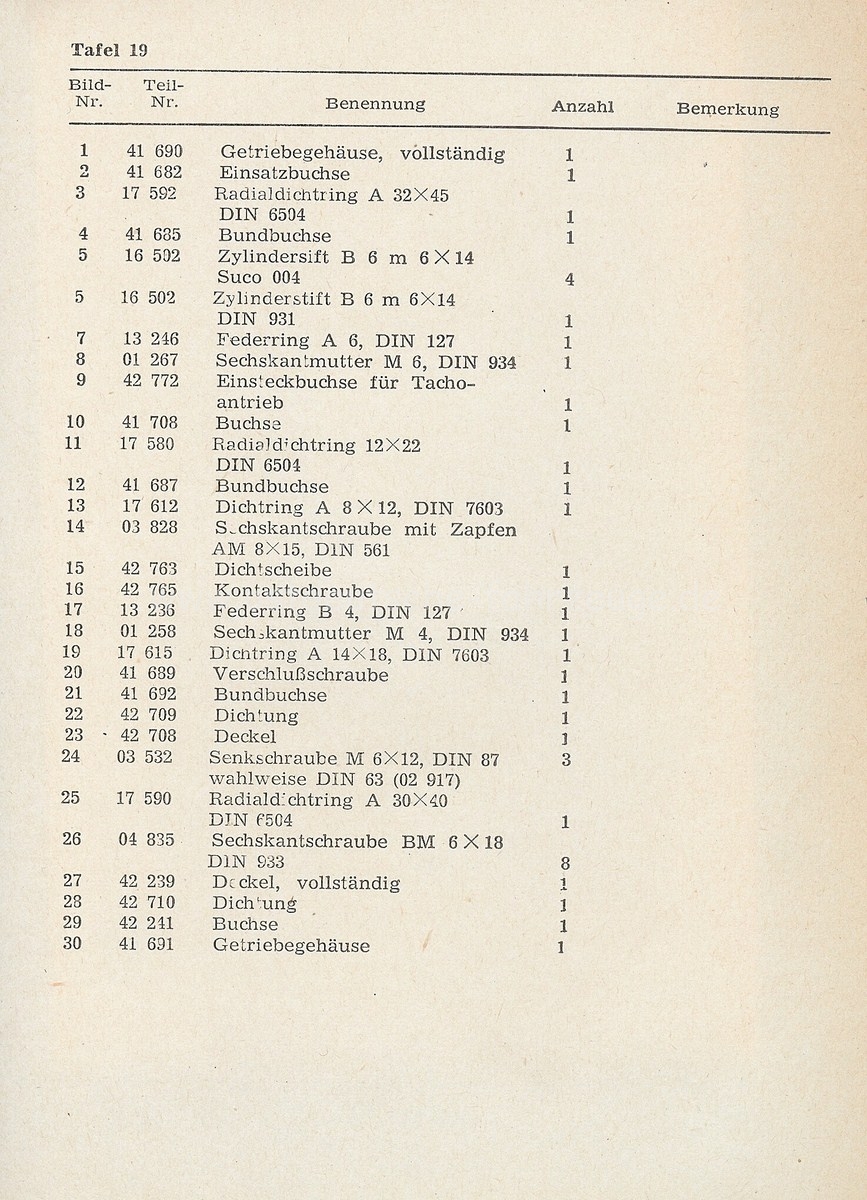 Tafel 19
Bild- Teil-
Nr. Nr. Benennung Anzahl Bemerkung
1 41 690 Getriebegehäuse, vollständig 1
2 41 682 Einsatzbuchse 1
3 17 592 Radialdichtring A 32×45
DIN 6504 1
4 41 685 Bundbuchse 1
5 16 502 Zylindersift B 6 m 6×14
Suco 004 4
5 16 502 Zylinderstift B 6 m 6×14
DIN 931 1
7 13 246 Federring A 6, DIN 127 1
8 01 267 Sechskantmutter M 6, DIN 934 1
9 42 772 Einsteckbuchse für Tacho-
antrieb 1
10 41 708 Buchse 1
11 17 580 Radialdichtring 12×22
DIN 6504 1
12 41 687 Bundbuchse 1
13 17 612 Dichtring A 8×12, DIN 7603 1
14 03 828 Sechskantschraube mit Zapfen
AM 8×15, DIN 561
15 42 763 Dichtscheibe 1
16 42 765 Kontaktschraube 1
17 13 236 Federring B 4, DIN 127 1
18 01 258 Sechskantmutter M 4, DIN 934 1
19 17 615 Dichtring A 14×18, DIN 7603 1
20 41 689 Verschlußschraube 1
21 41 692 Bundbuchse 1
22 42 709 Dichtung 1
23 42 708 Deckel 1
24 03 532 Senkschraube M 6×12, DIN 87 3
wahlweise DIN 63 (02 917)
25 17 590 Radialdichtring A 30×40
DIN 6504 1
26 04 835 Sechskantschraube BM 6×18
DIN 933 8
27 42 239 Deckel, vollständig 1
28 42 710 Dichtung 1
29 42 241 Buchse 1
30 41 691 Getriebegehäuse 1